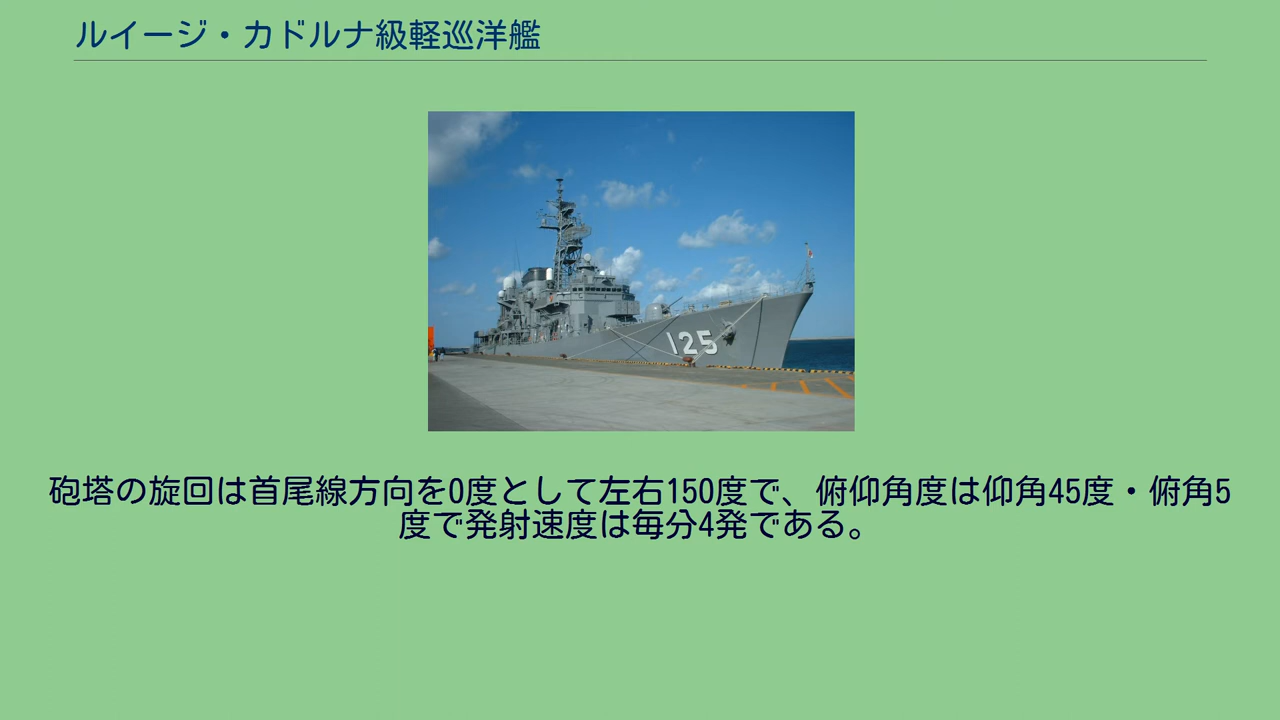 ルイージ・カドルナ級軽巡洋艦
125
砲塔の旋回は首尾線方向を0度として左右150度で、俯仰角度は仰角45度・俯角5
度で発射速度は毎分4発である。